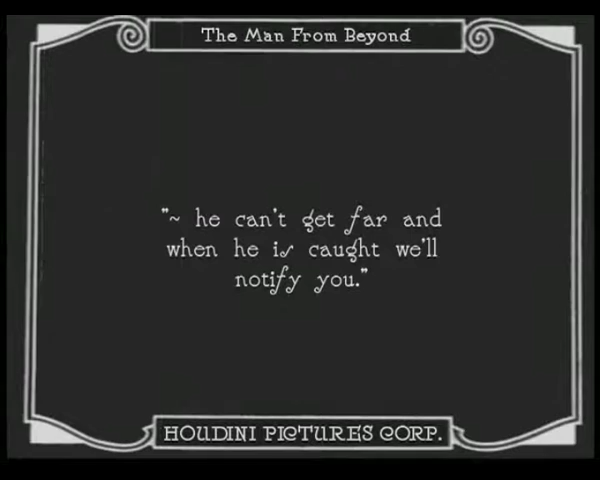 The Man From Beyond
"~ he can't get far and
when he is caught we'll
notify you."
HOUDINI PICTURES CORP.